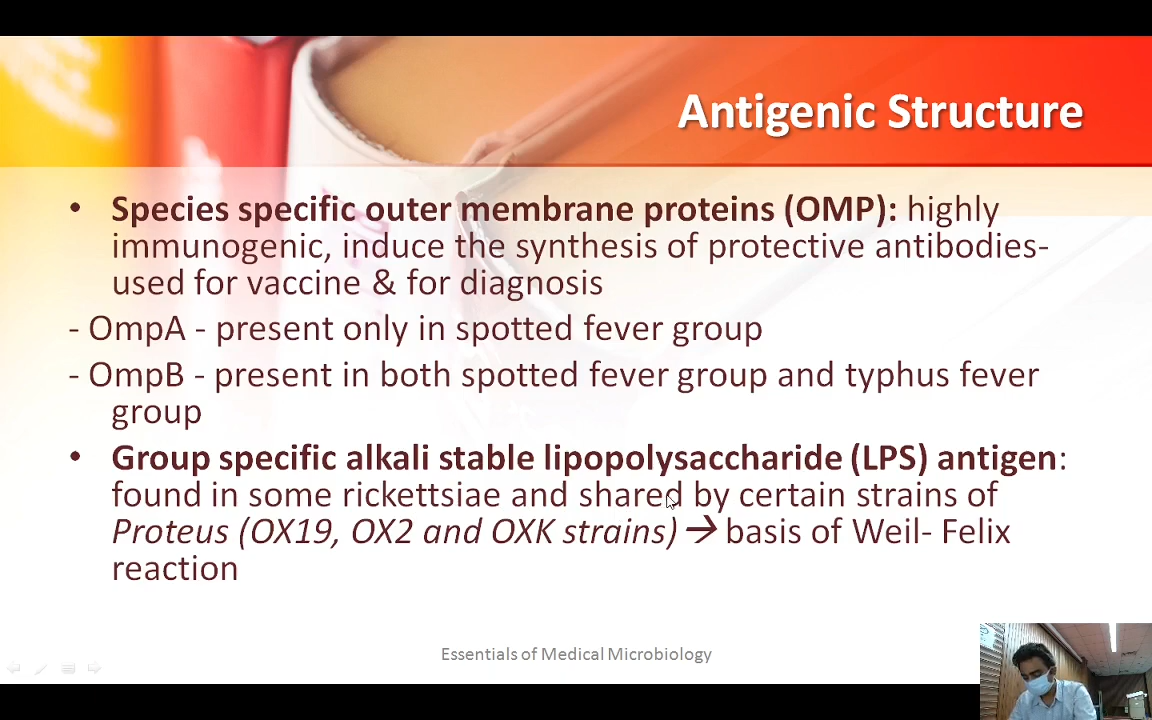 Antigenic Structure
• Species specific outer membrane proteins (OMP): highly
immunogenic, induce the synthesis of protective antibodies-
used for vaccine & for diagnosis
- OmpA - present only in spotted fever group
- OmpB - present in both spotted fever group and typhus fever
group
• Group specific alkali stable lipopolysaccharide (LPS) antigen:
found in some rickettsiae and shared by certain strains of
Proteus (OX19, OX2 and OXK strains) → basis of Weil- Felix
reaction
Essentials of Medical Microbiology